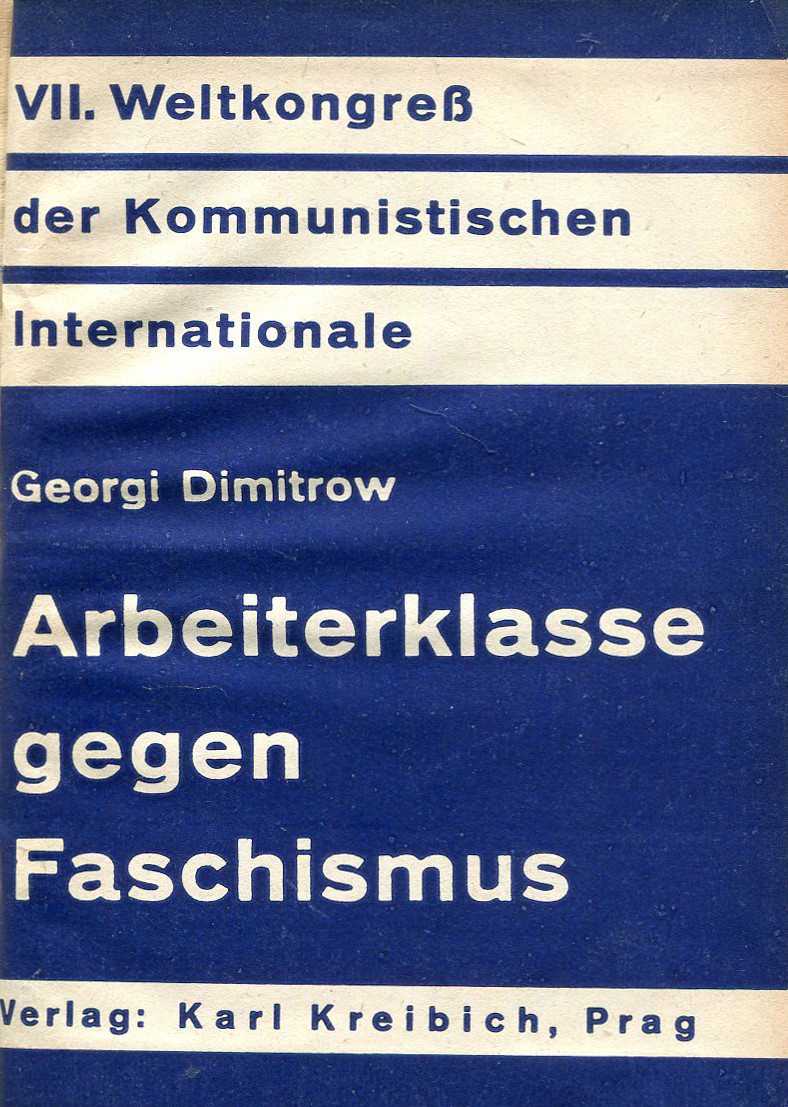 VII. Weltkongreß
der Kommunistischen
Internationale
Georgi Dimitrow
Arbeiterklasse
gegen
Faschismus
Verlag: Karl Kreibich, Prag